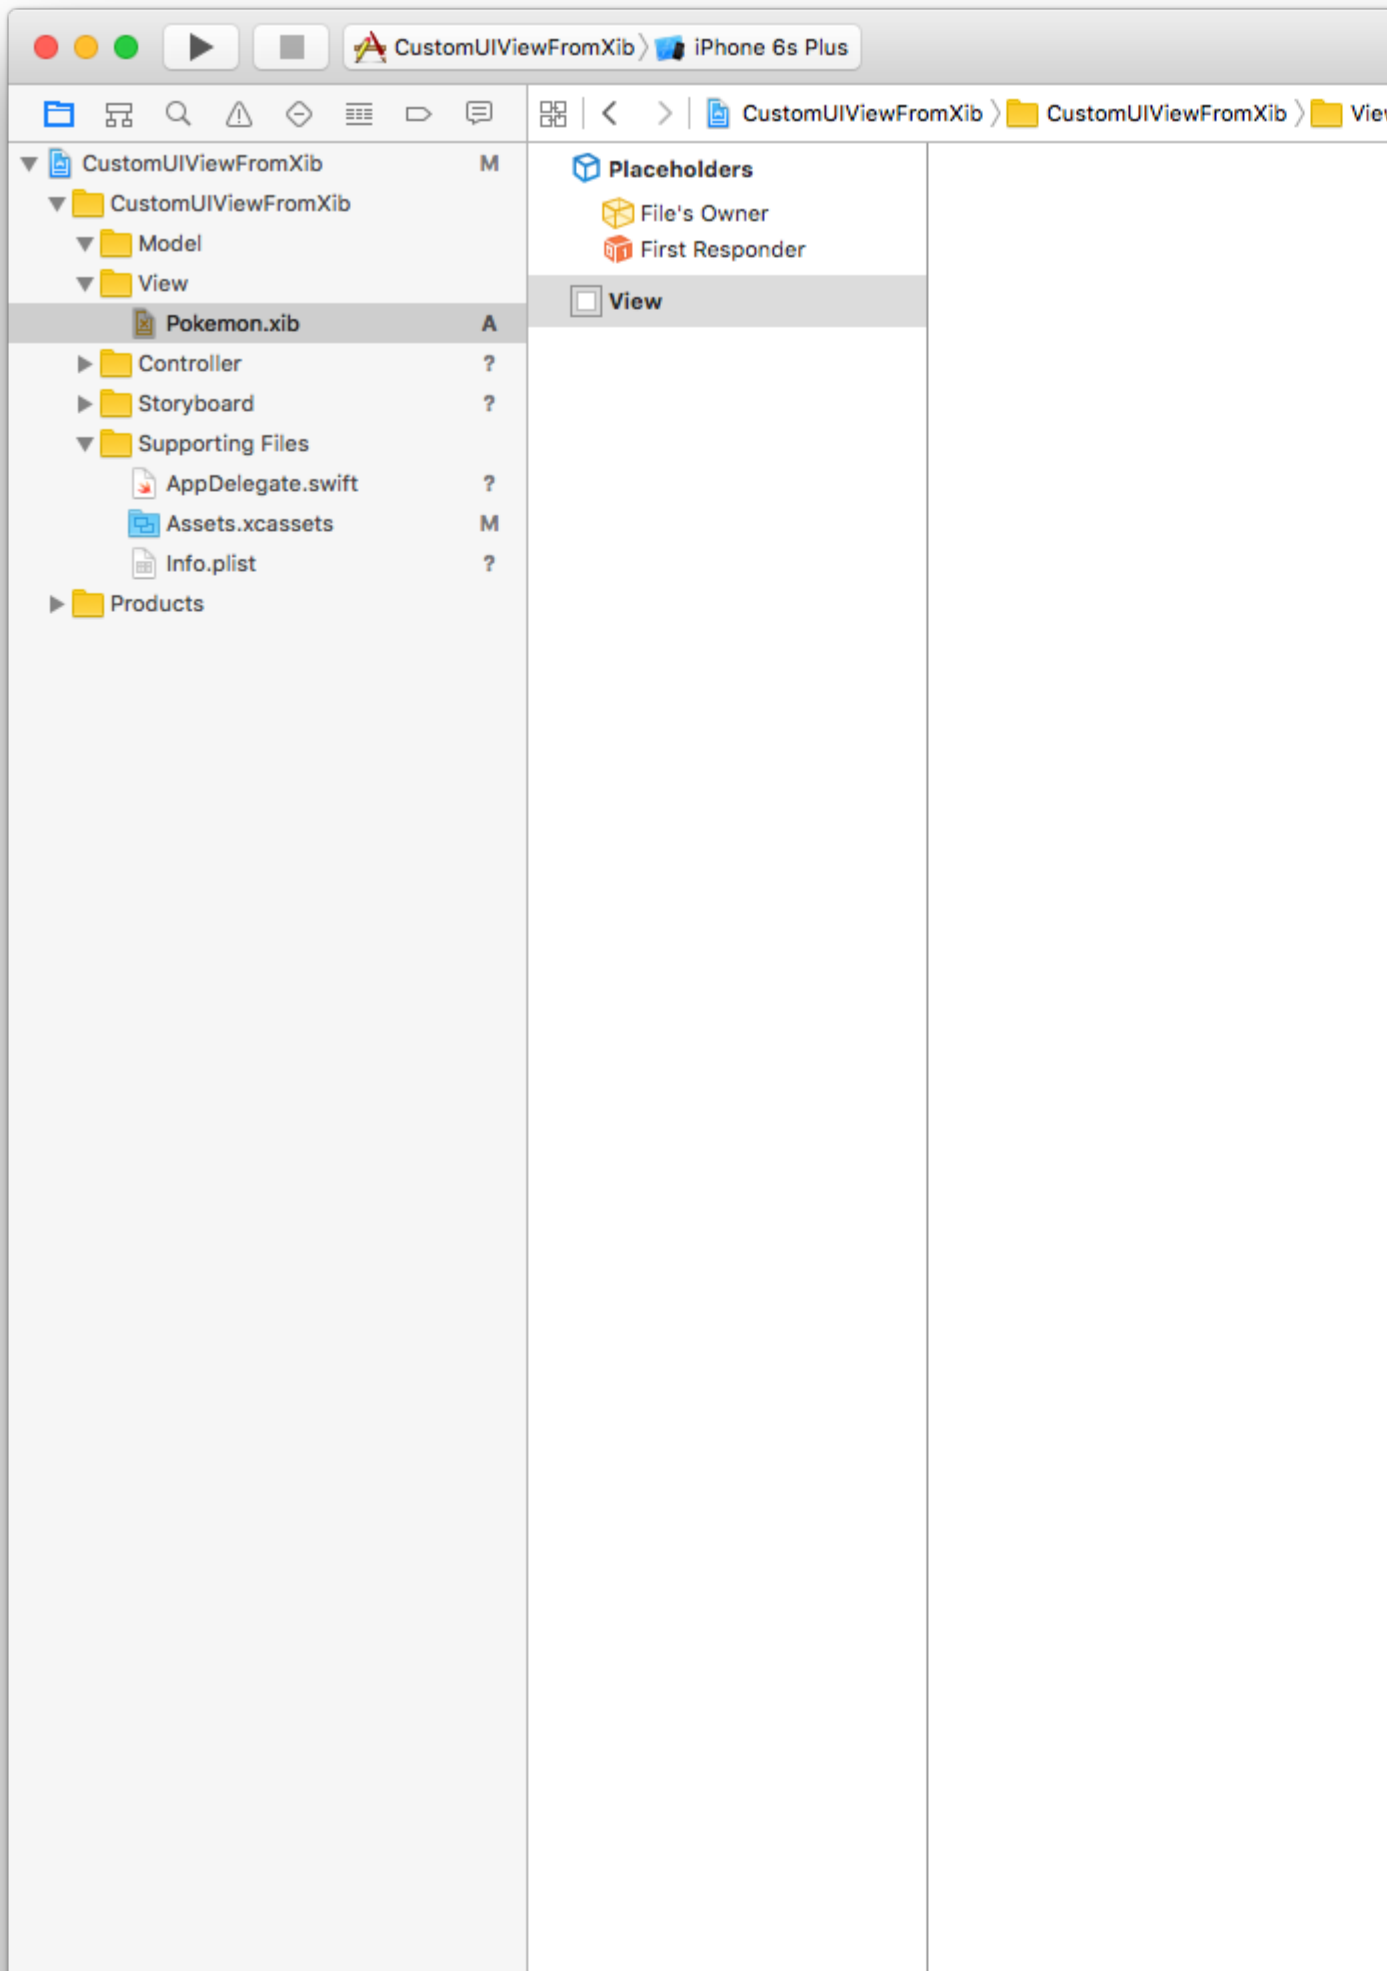 CustomUIViewFromXib iPhone 6s Plus
CustomUIViewFromXib CustomUIViewFromXib
CustomUIViewFromXib M
CustomUIViewFromXib
Model
View
Pokemon.xib A
Controller ?
Storyboard ?
Supporting Files
AppDelegate.swift ?
Assets.xcassets M
Info.plist ?
Products
Placeholders
File's Owner
First Responder
View